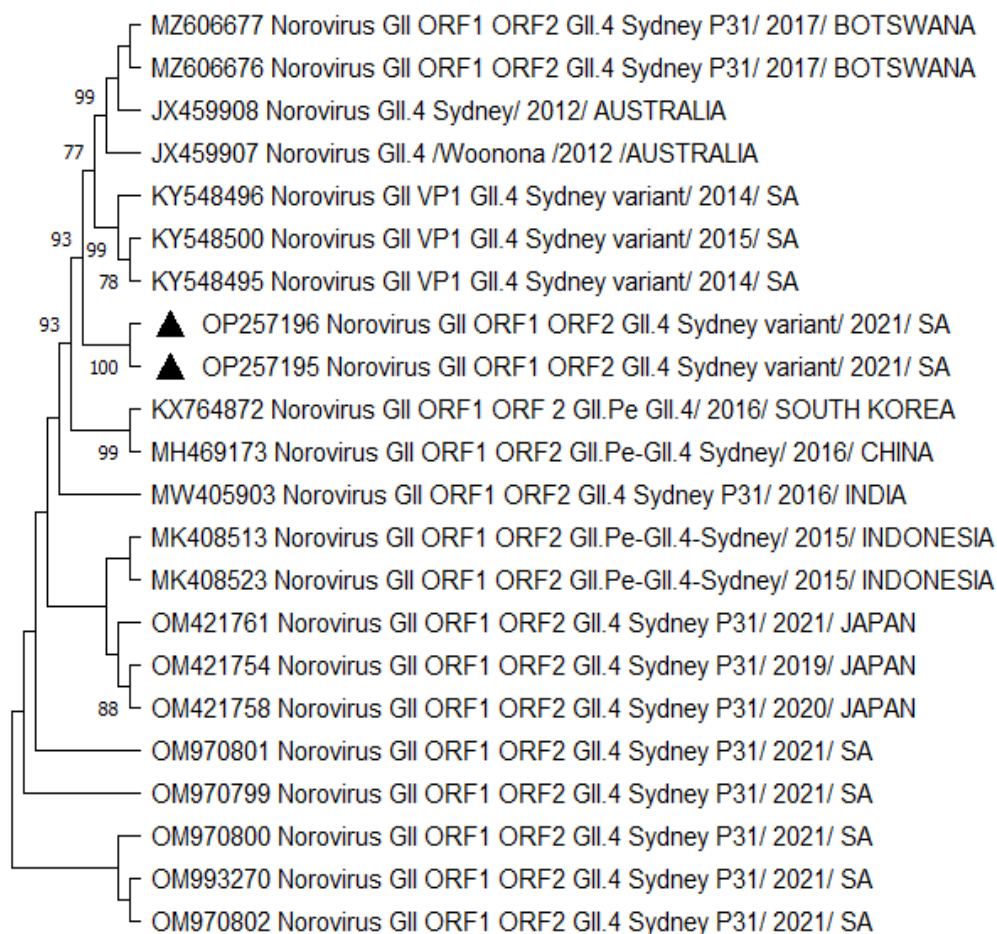 MZ606677 Norovirus GII ORF1 ORF2 GII.4 Sydney P31/ 2017/ BOTSWANA
MZ606676 Norovirus GII ORF1 ORF2 GII.4 Sydney P31/ 2017/ BOTSWANA
99
JX459908 Norovirus GII.4 Sydney/ 2012/ AUSTRALIA
77
JX459907 Norovirus GII.4 /Woonona /2012 /AUSTRALIA
KY548496 Norovirus GII VP1 GII.4 Sydney variant/ 2014/ SA
93
99
KY548500 Norovirus GII VP1 GII.4 Sydney variant/ 2015/ SA
78
KY548495 Norovirus GII VP1 GII.4 Sydney variant/ 2014/ SA
93
OP257196 Norovirus GII ORF1 ORF2 GII.4 Sydney variant/ 2021/ SA
100
OP257195 Norovirus GII ORF1 ORF2 GII.4 Sydney variant/ 2021/ SA
KX764872 Norovirus GII ORF1 ORF 2 GII.Pe GII.4/ 2016/ SOUTH KOREA
99
MH469173 Norovirus GII ORF1 ORF2 GII.Pe-GII.4 Sydney/ 2016/ CHINA
MW405903 Norovirus GII ORF1 ORF2 GII.4 Sydney P31/ 2016/ INDIA
MK408513 Norovirus GII ORF1 ORF2 GII.Pe-GII.4-Sydney/ 2015/ INDONESIA
MK408523 Norovirus GII ORF1 ORF2 GII.Pe-GII.4-Sydney/ 2015/ INDONESIA
OM421761 Norovirus GII ORF1 ORF2 GII.4 Sydney P31/ 2021/ JAPAN
OM421754 Norovirus GII ORF1 ORF2 GII.4 Sydney P31/ 2019/ JAPAN
88
OM421758 Norovirus GII ORF1 ORF2 GII.4 Sydney P31/ 2020/ JAPAN
OM970801 Norovirus GII ORF1 ORF2 GII.4 Sydney P31/ 2021/ SA
OM970799 Norovirus GII ORF1 ORF2 GII.4 Sydney P31/ 2021/ SA
OM970800 Norovirus GII ORF1 ORF2 GII.4 Sydney P31/ 2021/ SA
OM993270 Norovirus GII ORF1 ORF2 GII.4 Sydney P31/ 2021/ SA
OM970802 Norovirus GII ORF1 ORF2 GII.4 Sydney P31/ 2021/ SA